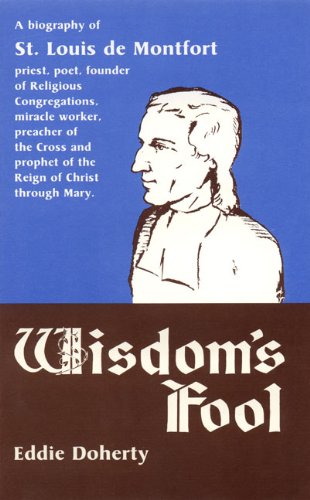 A biography of
St. Louis de Montfort
priest, poet, founder
of Religious
Congregations,
miracle worker,
preacher of
the Cross and
prophet of the
Reign of Christ
through Mary.
Wisdom's
Fool
Eddie Doherty